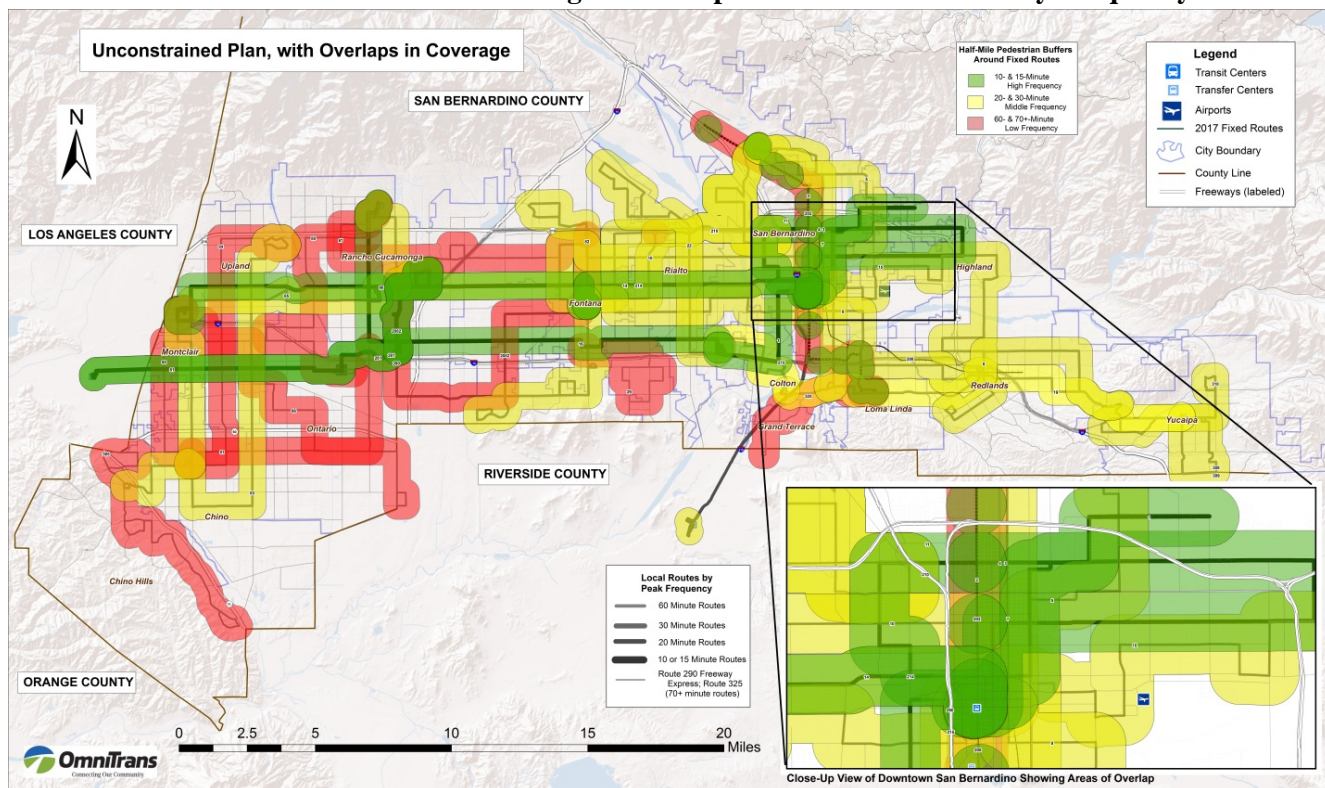 Unconstrained Plan, with Overlaps in Coverage
N
SAN BERNARDINO COUNTY
LOS ANGELES COUNTY
RIVERSIDE COUNTY
ORANGE COUNTY
Half-Mile Pedestrian Buffers
Around Fixed Routes
10- & 15-Minute
High Frequency
20- & 30-Minute
Middle Frequency
60- & 70+-Minute
Low Frequency
Legend
Transit Centers
Transfer Centers
Airports
2017 Fixed Routes
City Boundary
County Line
Freeways (labeled)
Upland
Rancho Cucamonga
Fontana
Rialto
San Bernardino
Highland
Montclair
Ontario
Chino
Chino Hills
Colton
Grand Terrace
Loma Linda
Redlands
Yucaipa
Local Routes by
Peak Frequency
60 Minute Routes
30 Minute Routes
20 Minute Routes
10 or 15 Minute Routes
Route 290 Freeway
Express; Route 325
(70+ minute routes)
0 2.5 5 10 15 20
Miles
OmniTrans
Connecting Our Community
Close-Up View of Downtown San Bernardino Showing Areas of Overlap